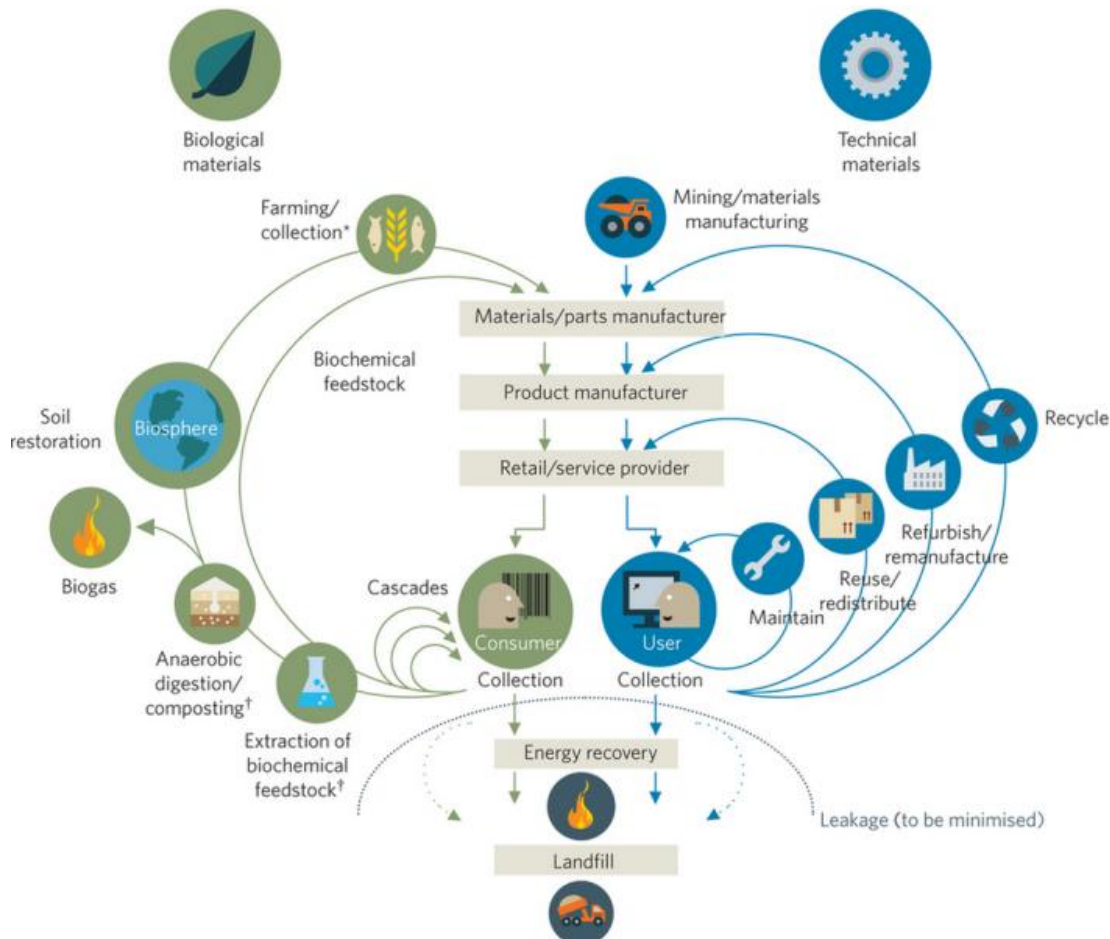 Biological
materials
Technical
materials
Farming/
collection*
Mining/materials
manufacturing
Materials/parts manufacturer
Biochemical
feedstock
Product manufacturer
Soil
restoration
Biosphere
Recycle
Retail/service provider
Biogas
Refurbish/
remanufacture
Reuse/
redistribute
Cascades
Maintain
Consumer
User
Anaerobic
digestion/
composting†
Collection
Collection
Extraction of
biochemical
feedstock†
Energy recovery
Leakage (to be minimised)
Landfill